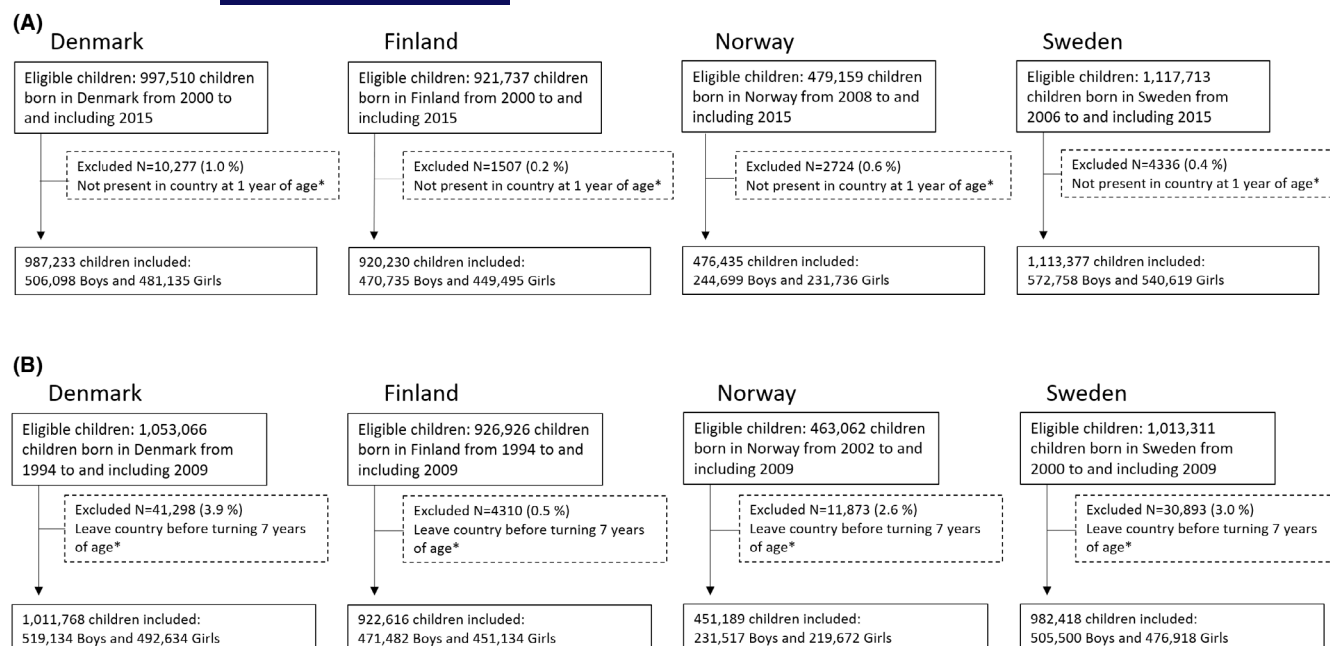 (A)
Denmark
Eligible children: 997,510 children
born in Denmark from 2000 to
and including 2015
Excluded N=10,277 (1.0 %)
Not present in country at 1 year of age*
987,233 children included:
506,098 Boys and 481,135 Girls
Finland
Eligible children: 921,737 children
born in Finland from 2000 to and
including 2015
Excluded N=1507 (0.2 %)
Not present in country at 1 year of age*
920,230 children included:
470,735 Boys and 449,495 Girls
Norway
Eligible children: 479,159 children
born in Norway from 2008 to and
including 2015
Excluded N=2724 (0.6 %)
Not present in country at 1 year of age*
476,435 children included:
244,699 Boys and 231,736 Girls
Sweden
Eligible children: 1,117,713
children born in Sweden from
2006 to and including 2015
Excluded N=4336 (0.4 %)
Not present in country at 1 year of age*
1,113,377 children included:
572,758 Boys and 540,619 Girls
(B)
Denmark
Eligible children: 1,053,066
children born in Denmark from
1994 to and including 2009
Excluded N=41,298 (3.9 %)
Leave country before turning 7 years
of age*
1,011,768 children included:
519,134 Boys and 492,634 Girls
Finland
Eligible children: 926,926 children
born in Finland from 1994 to and
including 2009
Excluded N=4310 (0.5 %)
Leave country before turning 7 years
of age*
922,616 children included:
471,482 Boys and 451,134 Girls
Norway
Eligible children: 463,062 children
born in Norway from 2002 to and
including 2009
Excluded N=11,873 (2.6 %)
Leave country before turning 7 years
of age*
451,189 children included:
231,517 Boys and 219,672 Girls
Sweden
Eligible children: 1,013,311
children born in Sweden from
2000 to and including 2009
Excluded N=30,893 (3.0 %)
Leave country before turning 7 years
of age*
982,418 children included:
505,500 Boys and 476,918 Girls